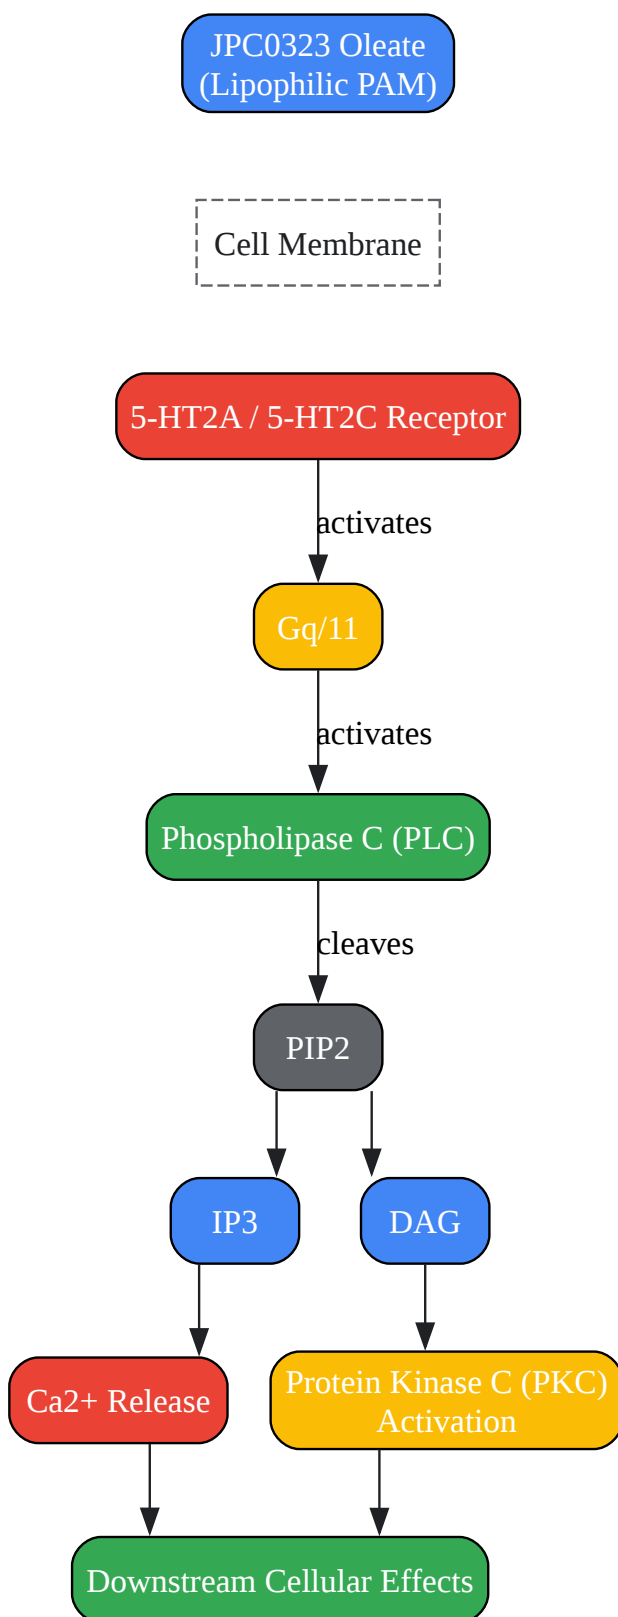 JPC0323 Oleate
(Lipophilic PAM)
Cell Membrane
5-HT2A / 5-HT2C Receptor
activates
Gq/11
activates
Phospholipase C (PLC)
cleaves
PIP2
IP3
DAG
Ca2+ Release
Protein Kinase C (PKC)
Activation
Downstream Cellular Effects